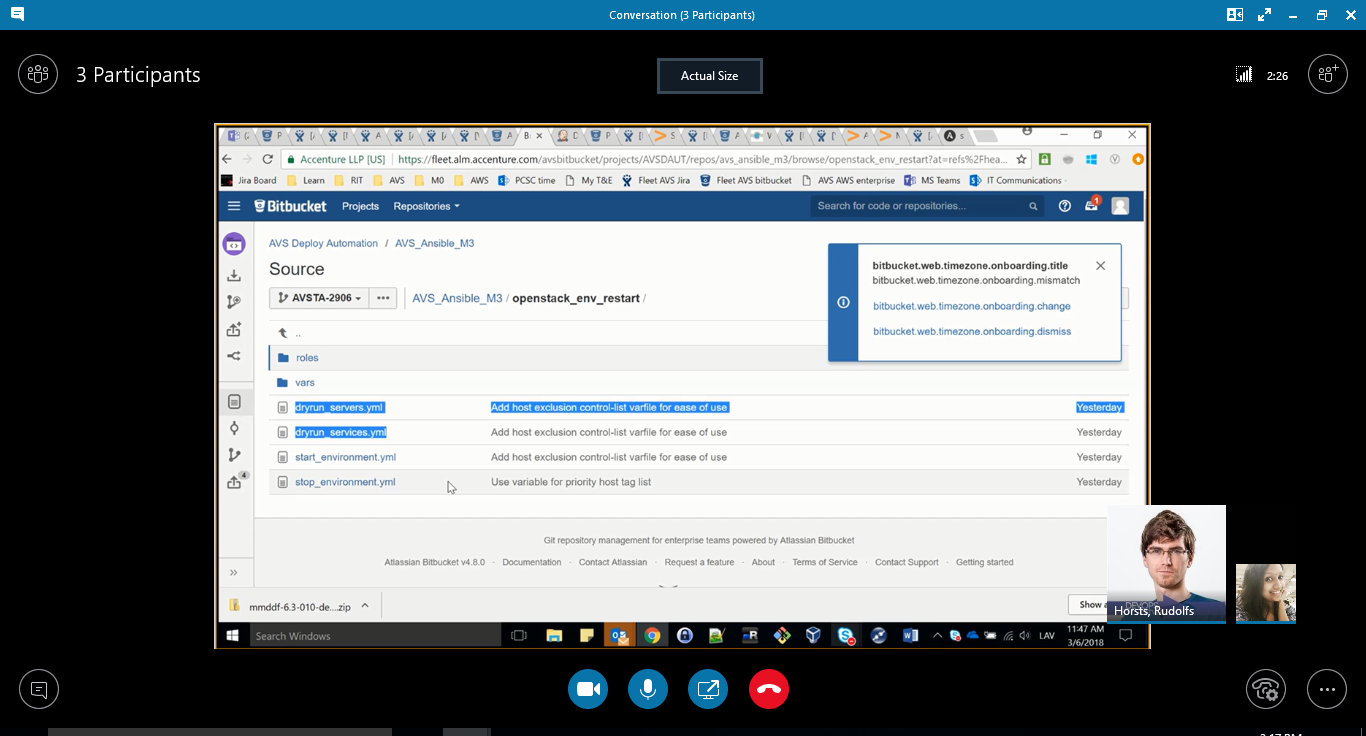 Conversation (3 Participants)
3 Participants
Actual Size
2:26
Accenture LLP [US]
https://fleet.alm.accenture.com/avsbitbucket/projects/AVSDAUT/repos/avs_ansible_m3/browse/openstack_env_restart?at=refs%2Fhea...
Jira Board
Learn
RIT
AVS
M0
AWS
PCSC time
My T&E
Fleet AVS Jira
Fleet AVS bitbucket
AVS AWS enterprise
MS Teams
IT Communications -
Bitbucket
Projects
Repositories
Search for code or repositories...
1
AVS Deploy Automation / AVS_Ansible_M3
Source
AVSTA-2906
AVS_Ansible_M3 / openstack_env_restart /
bitbucket.web.timezone.onboarding.title
bitbucket.web.timezone.onboarding.mismatch
bitbucket.web.timezone.onboarding.change
bitbucket.web.timezone.onboarding.dismiss
..
roles
vars
dryrun_servers.yml Add host exclusion control-list varfile for ease of use Yesterday
dryrun_services.yml Add host exclusion control-list varfile for ease of use Yesterday
start_environment.yml Add host exclusion control-list varfile for ease of use Yesterday
stop_environment.yml Use variable for priority host tag list Yesterday
4
Git repository management for enterprise teams powered by Atlassian Bitbucket
Atlassian Bitbucket v4.8.0 · Documentation · Contact Atlassian · Request a feature · About · Terms of Service · Contact Support · Getting started
mmddf-6.3-010-de....zip
Show
Horsts, Rudolfs
Search Windows
LAV
11:47 AM
3/6/2018